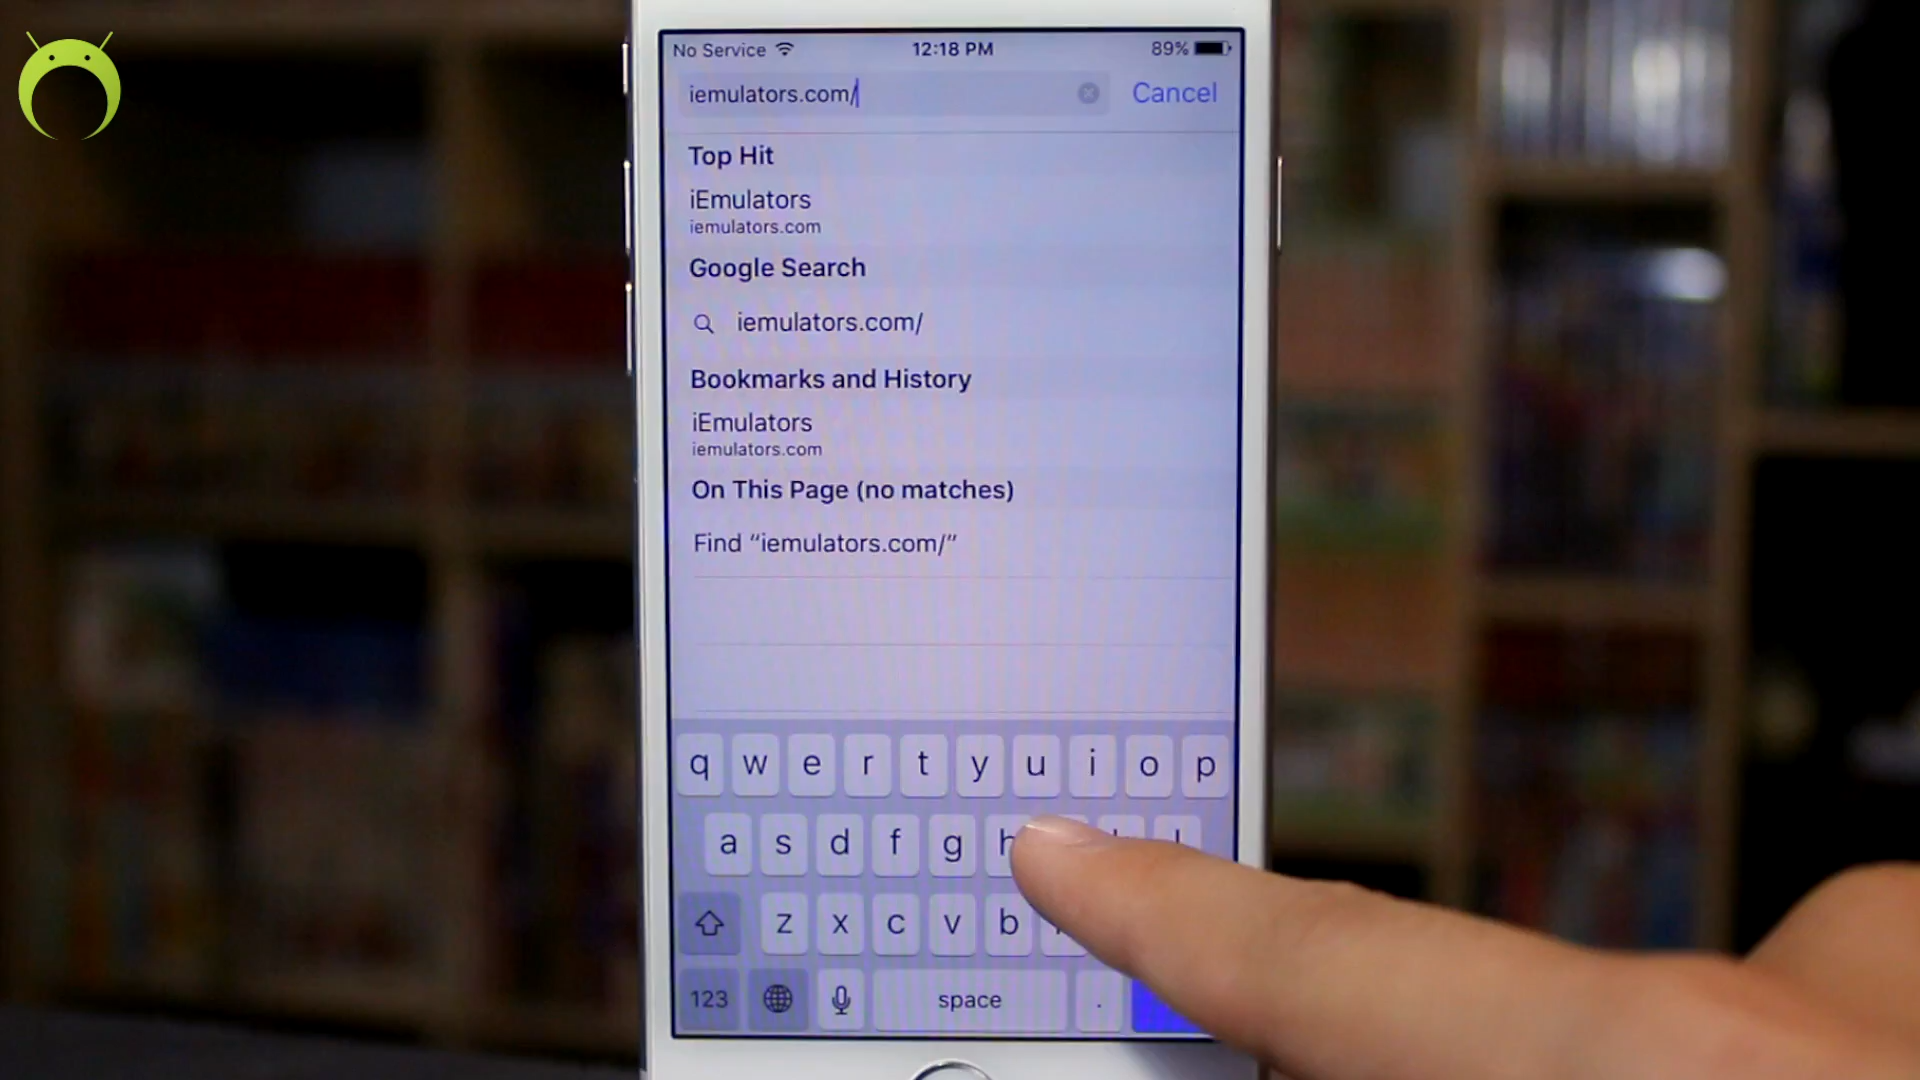 No Service 12:18 PM 89%
iemulators.com/ Cancel
Top Hit
iEmulators
iemulators.com
Google Search
iemulators.com/
Bookmarks and History
iEmulators
iemulators.com
On This Page (no matches)
Find “iemulators.com/”
q w e r t y u i o p
a s d f g h
z x c v b
123 space .